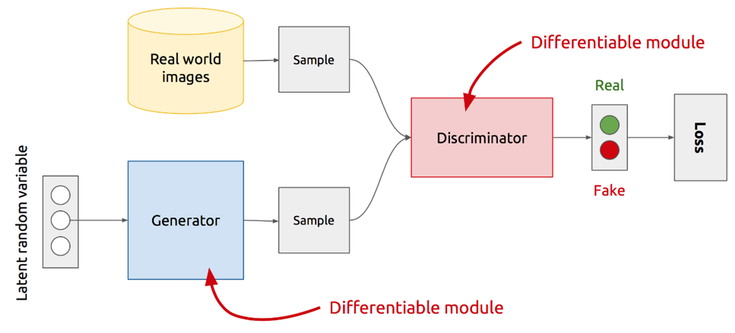 Real world
images
Sample
Differentiable module
Real
Discriminator
Fake
Loss
Latent random variable
Generator
Sample
Differentiable module